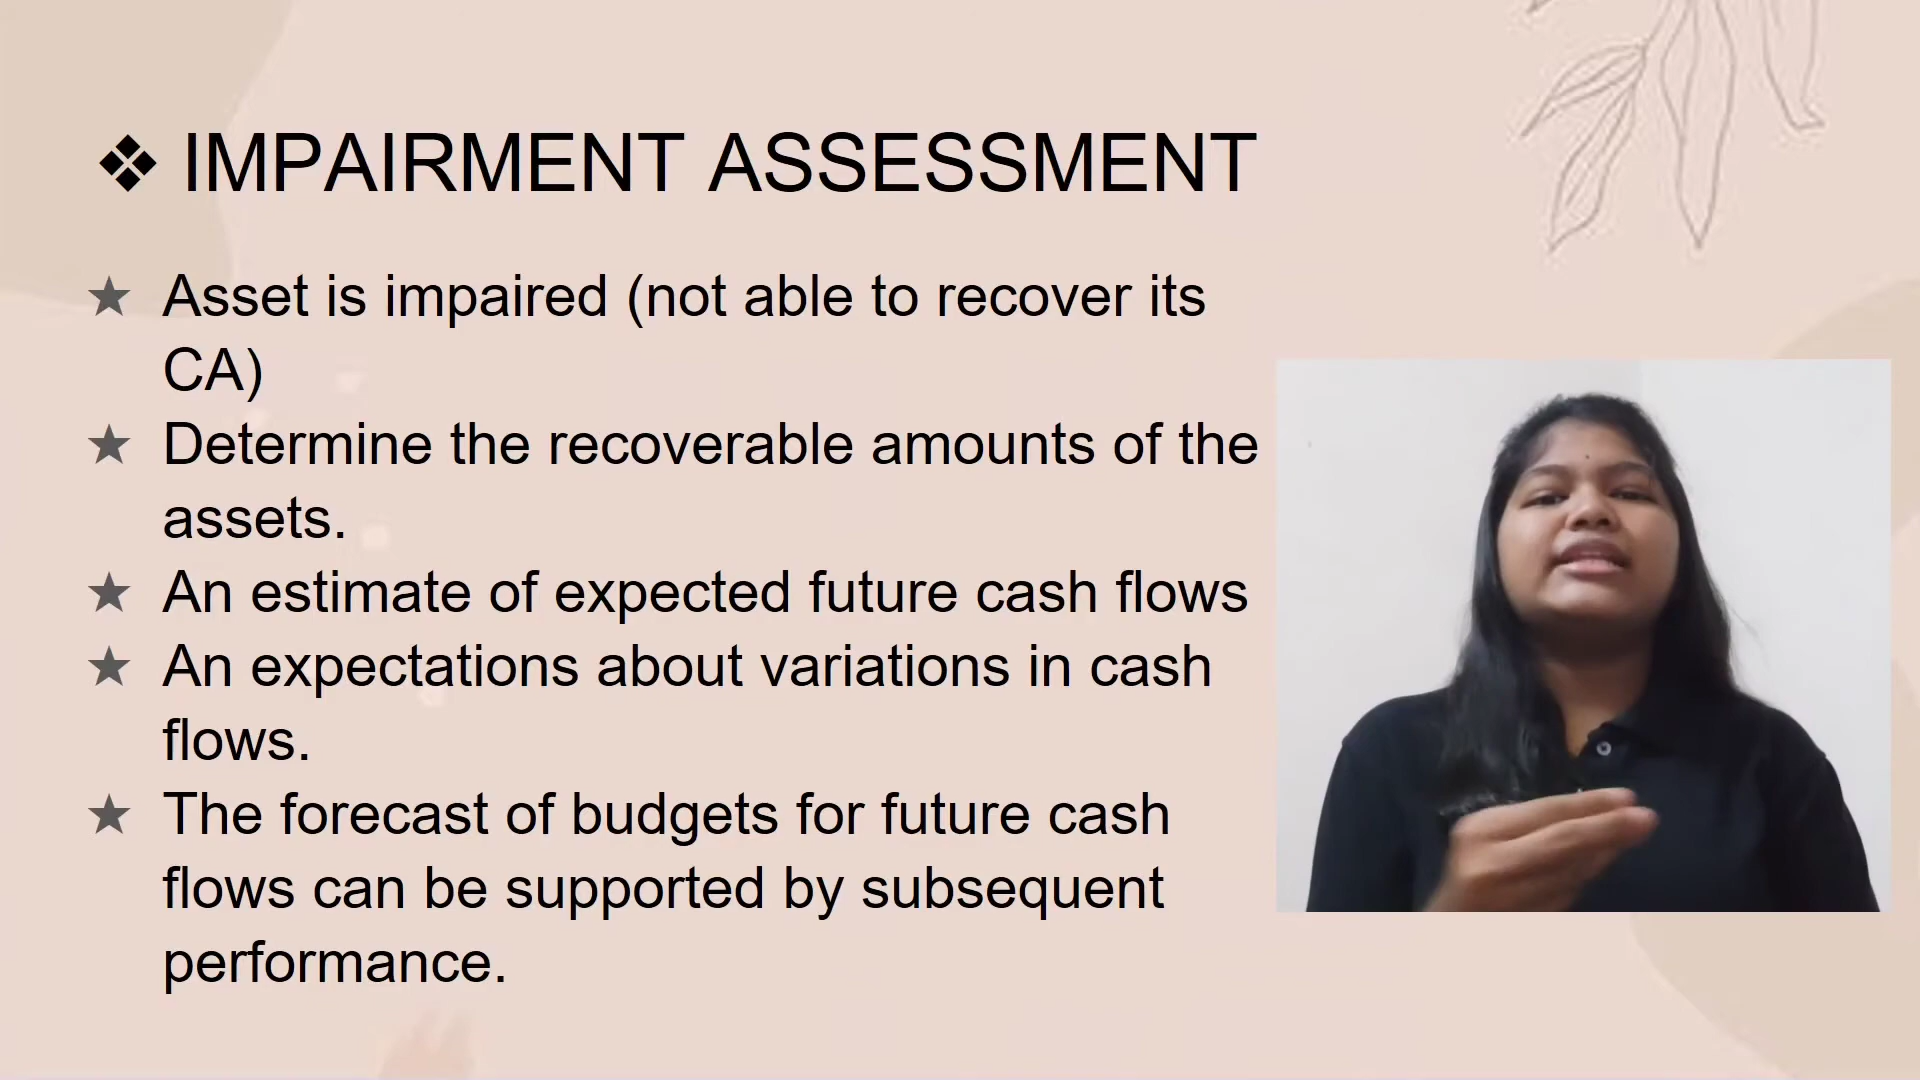 ❖ IMPAIRMENT ASSESSMENT
★ Asset is impaired (not able to recover its
CA)
★ Determine the recoverable amounts of the
assets.
★ An estimate of expected future cash flows
★ An expectations about variations in cash
flows.
★ The forecast of budgets for future cash
flows can be supported by subsequent
performance.